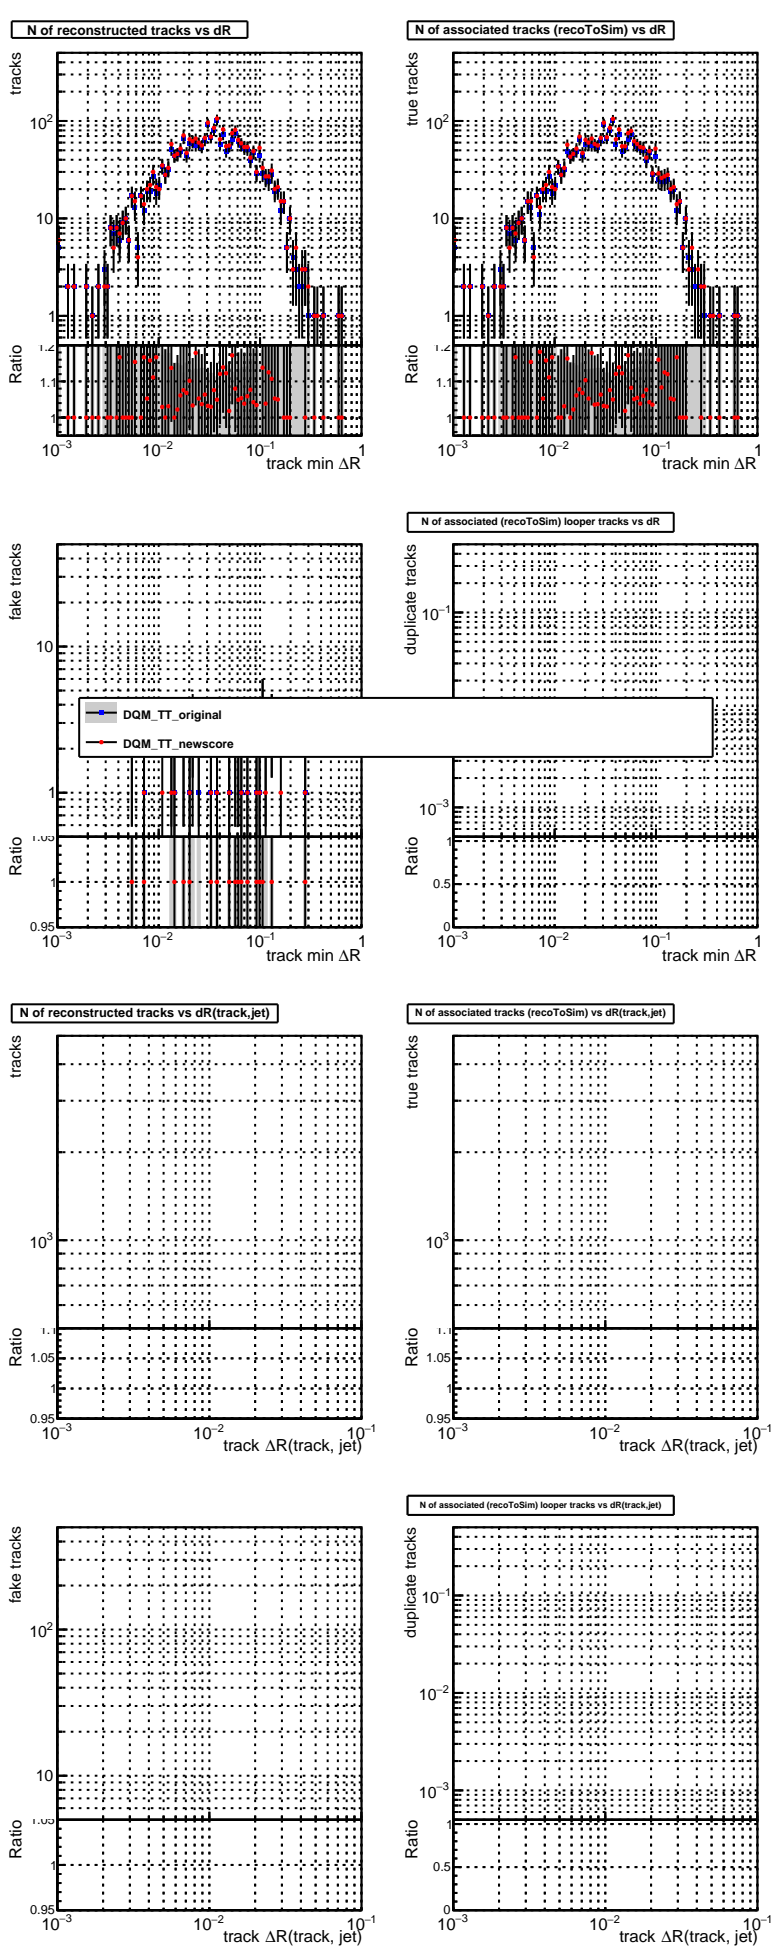 N of reconstructed tracks vs dR
tracks
10²
10
1
Ratio
1.2
1.1
1
10⁻³ 10⁻² 10⁻¹ 1
track min ΔR
N of associated tracks (recoToSim) vs dR
true tracks
10²
10
1
Ratio
1.2
1.1
1
10⁻³ 10⁻² 10⁻¹ 1
track min ΔR
fake tracks
10
1
Ratio
1.05
1
0.95
10⁻³ 10⁻² 10⁻¹ 1
track min ΔR
N of associated (recoToSim) looper tracks vs dR
duplicate tracks
10⁻¹
10⁻³
Ratio
1
0.5
0
10⁻³ 10⁻² 10⁻¹ 1
track min ΔR
DQM_TT_original
DQM_TT_newscore
N of reconstructed tracks vs dR(track,jet)
tracks
10³
Ratio
1.1
1.05
1
0.95
10⁻³ 10⁻² 10⁻¹
track ΔR(track, jet)
N of associated tracks (recoToSim) vs dR(track,jet)
true tracks
10³
Ratio
1.1
1.05
1
0.95
10⁻³ 10⁻² 10⁻¹
track ΔR(track, jet)
fake tracks
10²
10
Ratio
1.05
1
0.95
10⁻³ 10⁻² 10⁻¹
track ΔR(track, jet)
N of associated (recoToSim) looper tracks vs dR(track,jet)
duplicate tracks
10⁻¹
10⁻²
10⁻³
Ratio
1
0.5
0
10⁻³ 10⁻² 10⁻¹
track ΔR(track, jet)